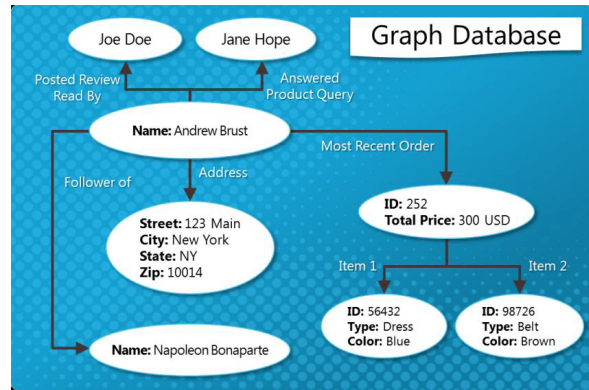 Graph Database
Joe Doe
Jane Hope
Posted Review
Read By
Answered
Product Query
Name: Andrew Brust
Most Recent Order
Follower of
Address
Street: 123 Main
City: New York
State: NY
Zip: 10014
ID: 252
Total Price: 300 USD
Item 1
Item 2
ID: 56432
Type: Dress
Color: Blue
ID: 98726
Type: Belt
Color: Brown
Name: Napoleon Bonaparte